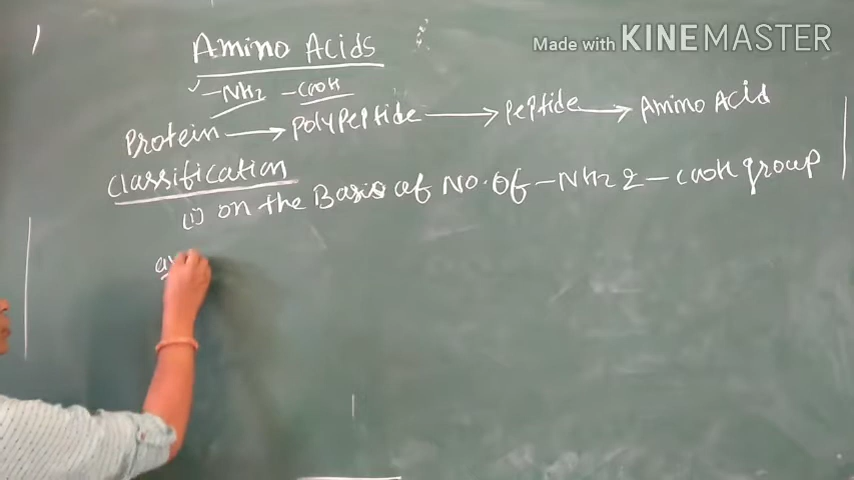 Made with KINEMASTER
Amino Acids
-NH2 -COOH
Protein → Polypeptide → Peptide → Amino Acid
Classification
(i) on the Basis of No. Of -NH2 & -COOH group
a)